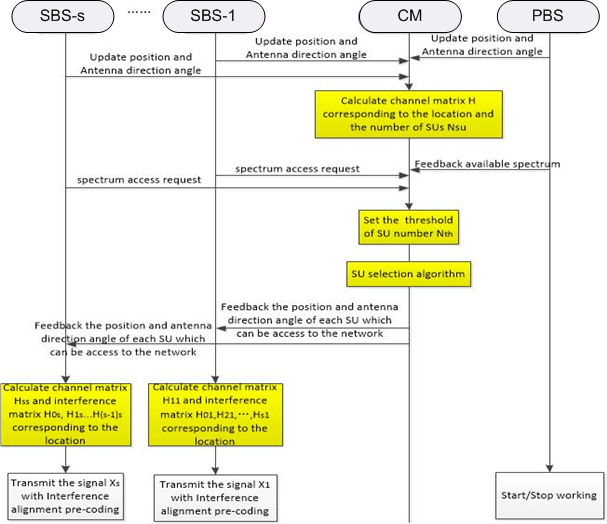 SBS-s
......
SBS-1
CM
PBS
Update position and
Antenna direction angle
Update position and
Antenna direction angle
Update position and
Antenna direction angle
Calculate channel matrix H
corresponding to the location and
the number of SUs Nsu
spectrum access request
Feedback available spectrum
spectrum access request
Set the threshold
of SU number Nth
SU selection algorithm
Feedback the position and antenna
direction angle of each SU which
can be access to the network
Feedback the position and antenna
direction angle of each SU which
can be access to the network
Calculate channel matrix
Hss and interference
matrix H0s, H1s...H(s-1)s
corresponding to the
location
Calculate channel matrix
H11 and interference
matrix H01,H21,···,Hs1
corresponding to the
location
Transmit the signal Xs
with Interference
alignment pre-coding
Transmit the signal X1
with Interference
alignment pre-coding
Start/Stop working